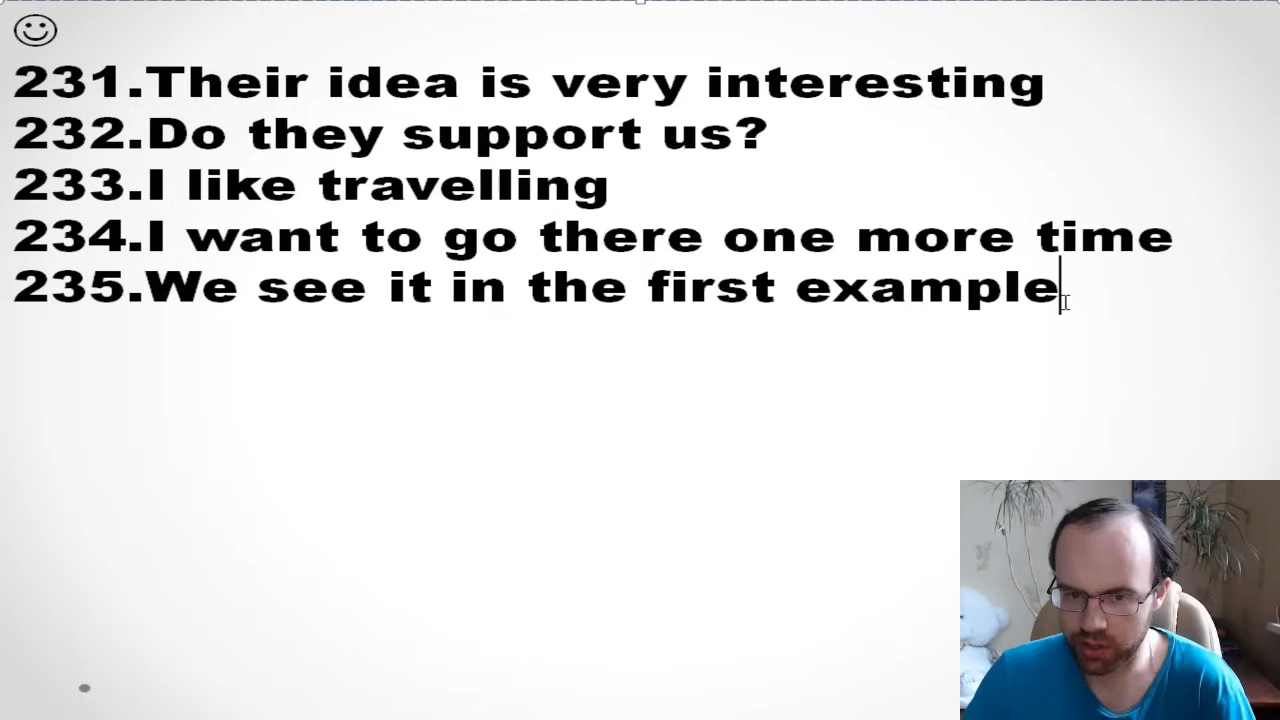 231.Their idea is very interesting
232.Do they support us?
233.I like travelling
234.I want to go there one more time
235.We see it in the first example